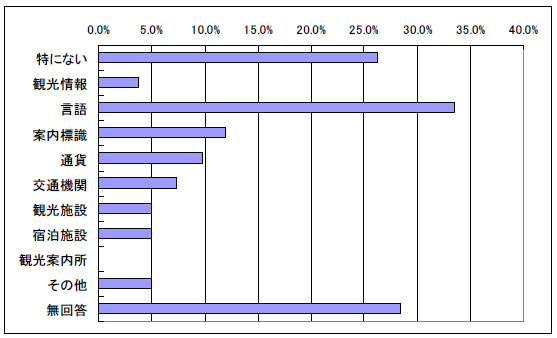 0.0% 5.0% 10.0% 15.0% 20.0% 25.0% 30.0% 35.0% 40.0%
特にない
観光情報
言語
案内標識
通貨
交通機関
観光施設
宿泊施設
観光案内所
その他
無回答